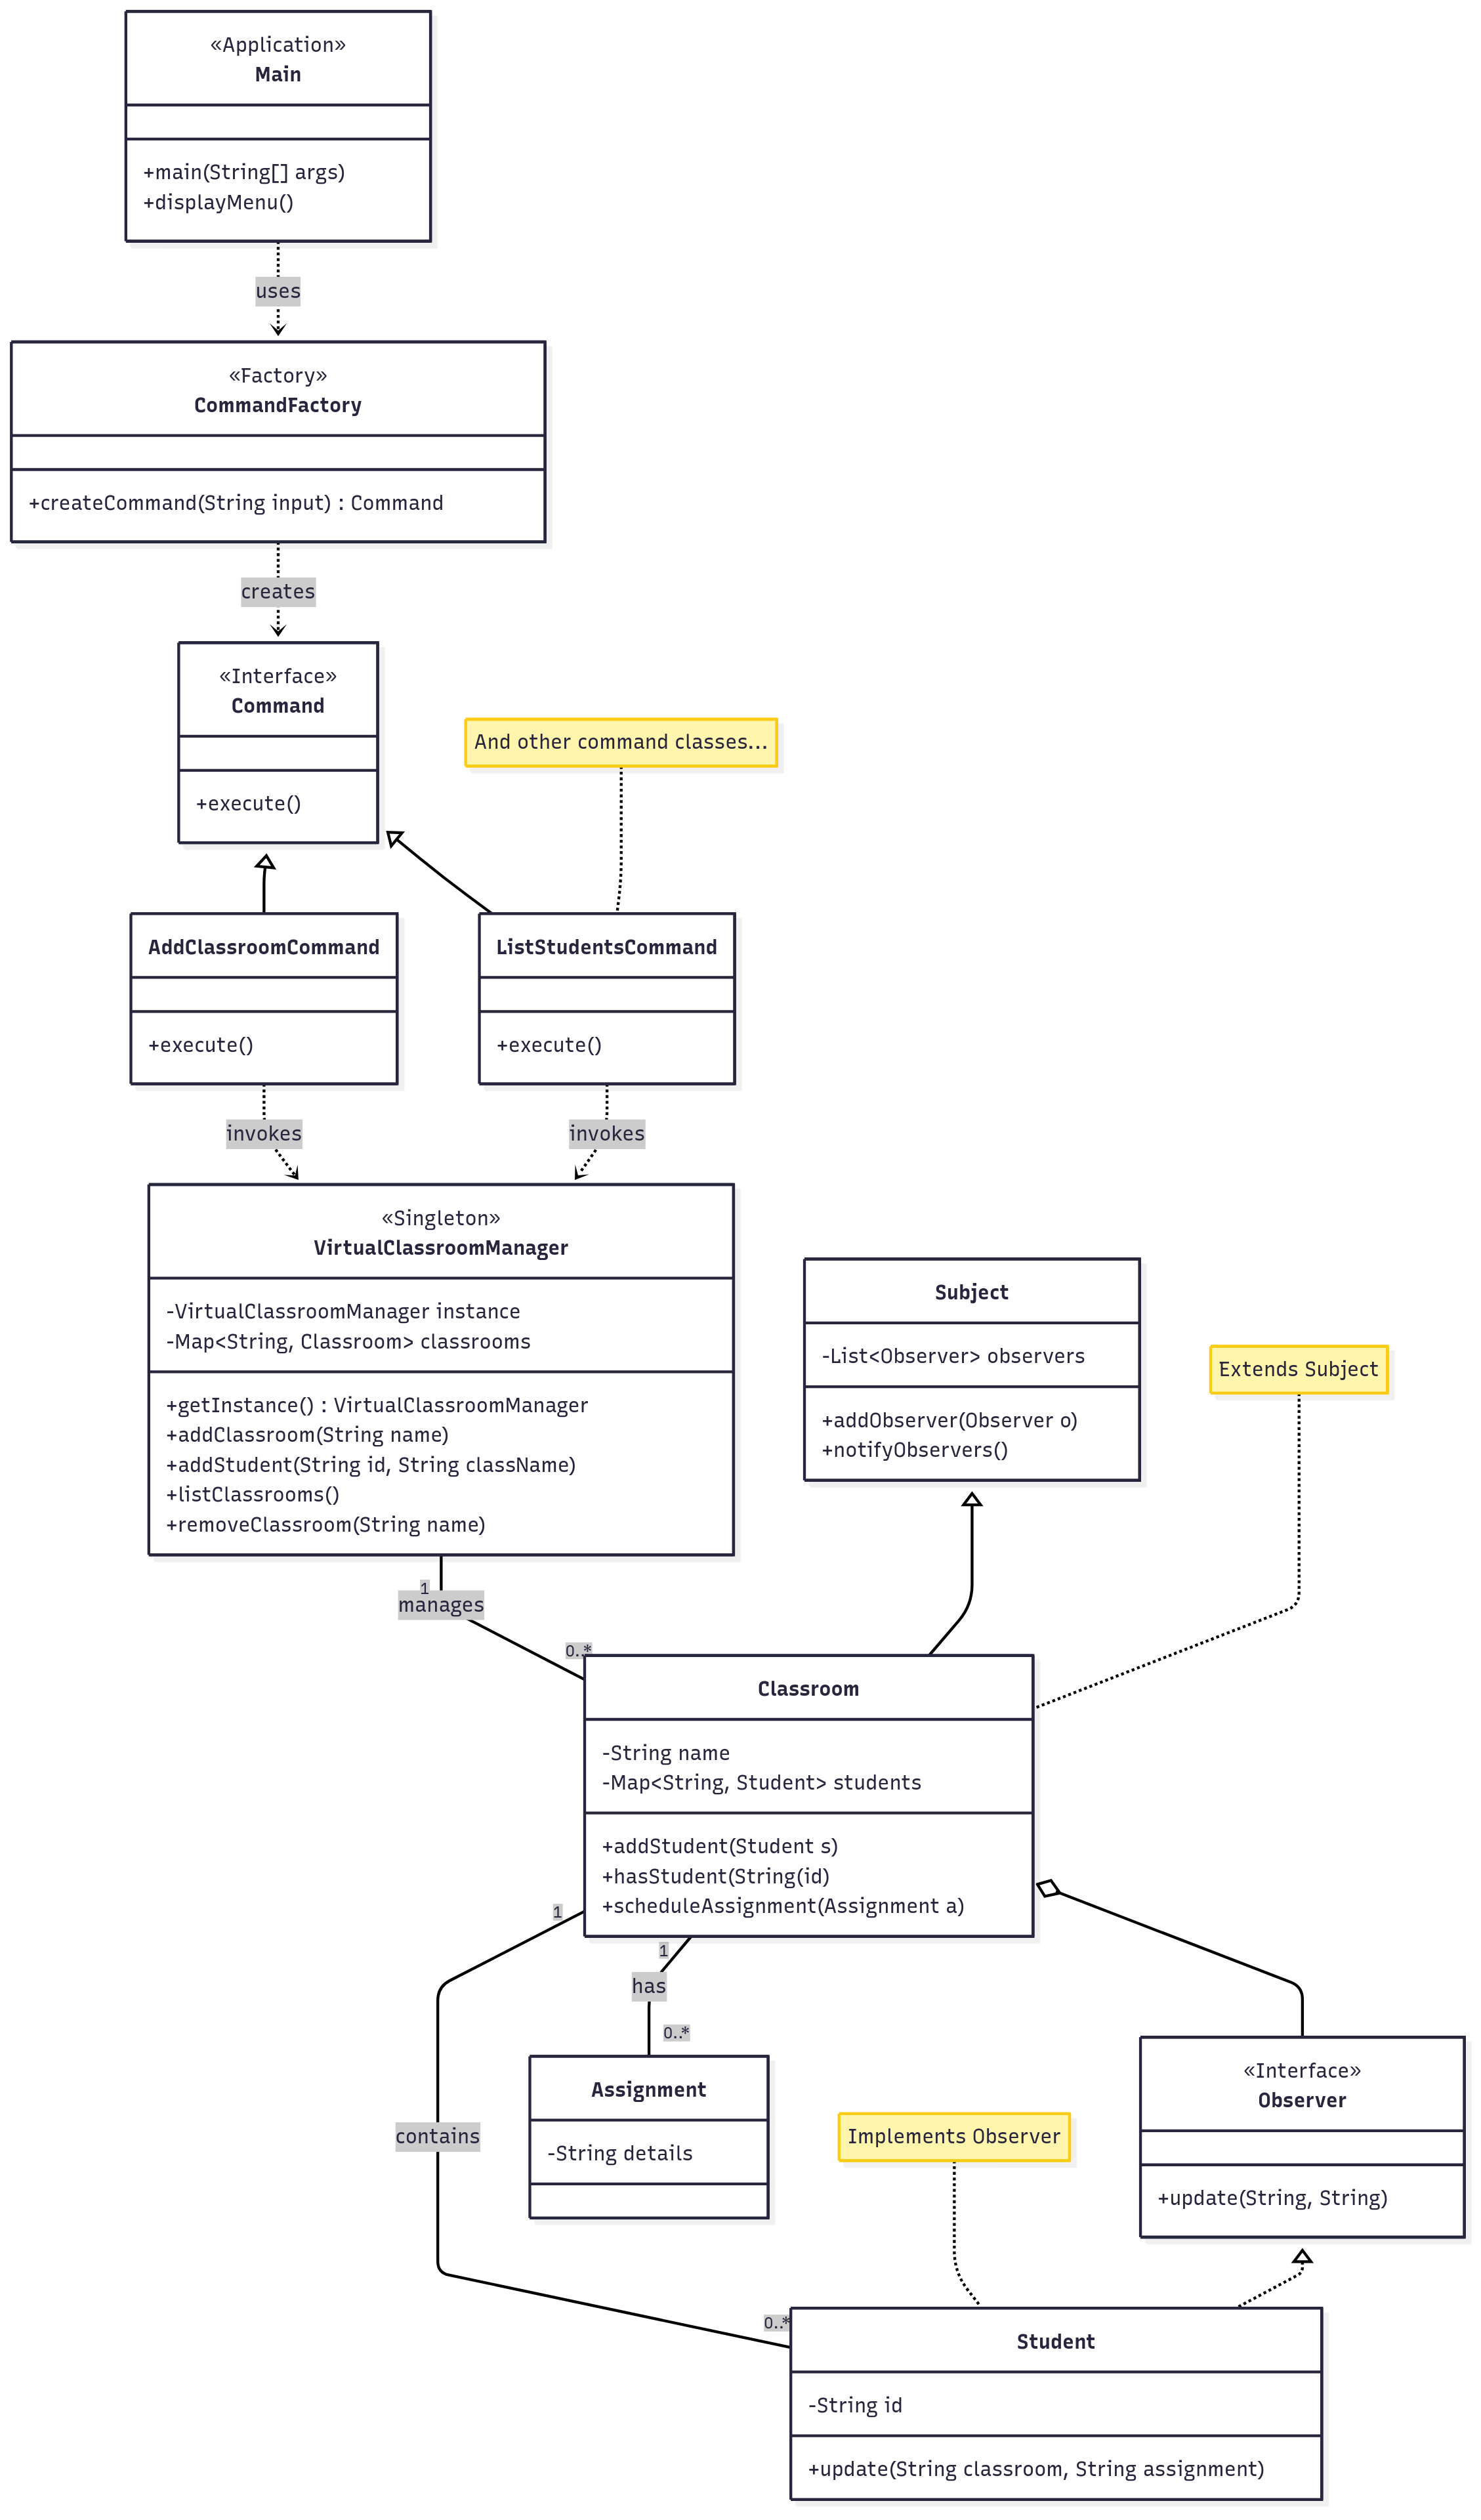 «Application»
Main
+main(String[] args)
+displayMenu()
uses
«Factory»
CommandFactory
+createCommand(String input) : Command
creates
«Interface»
Command
+execute()
And other command classes...
AddClassroomCommand
+execute()
ListStudentsCommand
+execute()
invokes
invokes
«Singleton»
VirtualClassroomManager
-VirtualClassroomManager instance
-Map<String, Classroom> classrooms
+getInstance() : VirtualClassroomManager
+addClassroom(String name)
+addStudent(String id, String className)
+listClassrooms()
+removeClassroom(String name)
Subject
-List<Observer> observers
+addObserver(Observer o)
+notifyObservers()
Extends Subject
1
manages
0..*
Classroom
-String name
-Map<String, Student> students
+addStudent(Student s)
+hasStudent(String(id)
+scheduleAssignment(Assignment a)
1
1
has
0..*
Assignment
-String details
contains
Implements Observer
«Interface»
Observer
+update(String, String)
0..*
Student
-String id
+update(String classroom, String assignment)